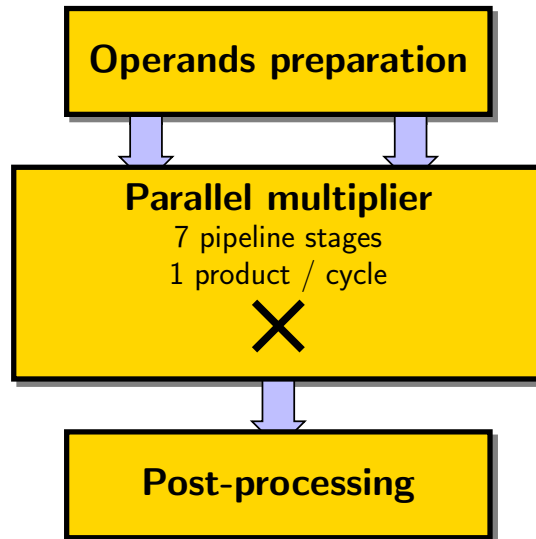 Operands preparation
Parallel multiplier
7 pipeline stages
1 product / cycle
×
Post-processing